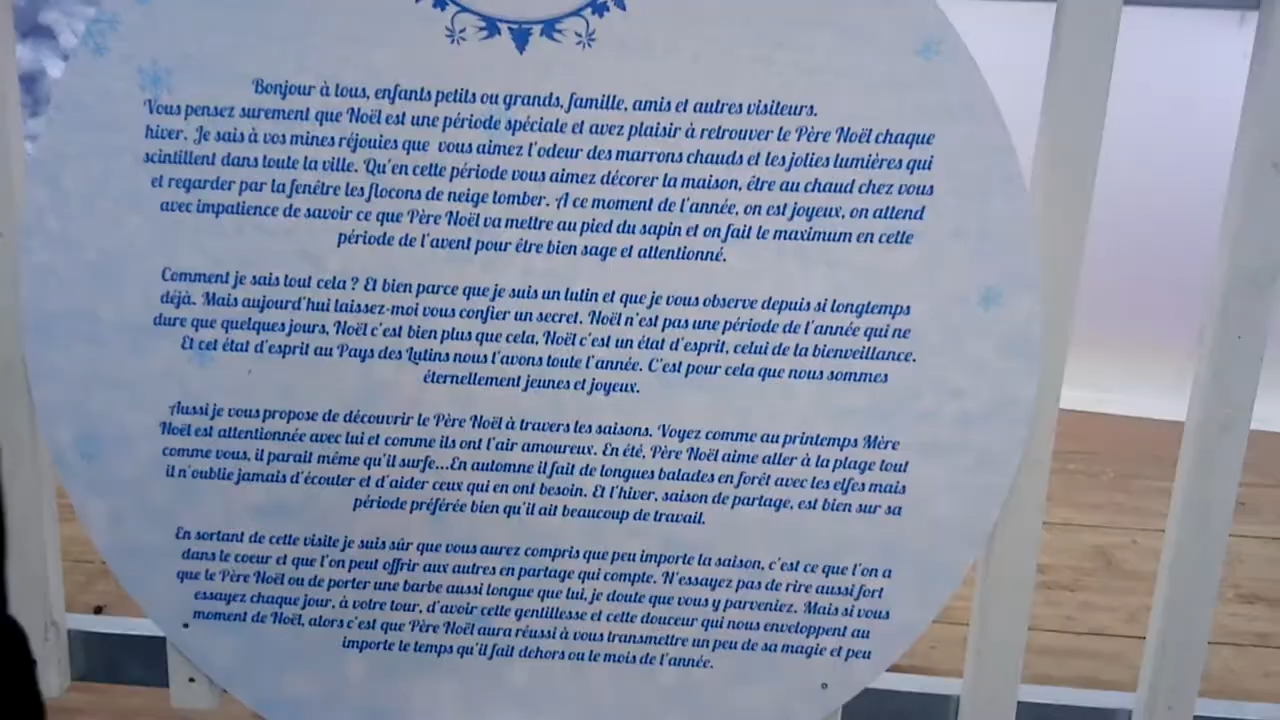 Bonjour à tous, enfants petits ou grands, famille, amis et autres visiteurs.
Vous pensez surement que Noël est une période spéciale et avez plaisir à retrouver le Père Noël chaque
hiver. Je sais à vos mines réjouies que vous aimez l'odeur des marrons chauds et les jolies lumières qui
scintillent dans toute la ville. Qu'en cette période vous aimez décorer la maison, être au chaud chez vous
et regarder par la fenêtre les flocons de neige tomber. A ce moment de l'année, on est joyeux, on attend
avec impatience de savoir ce que Père Noël va mettre au pied du sapin et on fait le maximum en cette
période de l'avent pour être bien sage et attentionné.
Comment je sais tout cela ? Et bien parce que je suis un lutin et que je vous observe depuis si longtemps
déjà. Mais aujourd'hui laissez-moi vous confier un secret. Noël n'est pas une période de l'année qui ne
dure que quelques jours, Noël c'est bien plus que cela, Noël c'est un état d'esprit, celui de la bienveillance.
Et cet état d'esprit au Pays des Lutins nous l'avons toute l'année. C'est pour cela que nous sommes
éternellement jeunes et joyeux.
Aussi je vous propose de découvrir le Père Noël à travers les saisons. Voyez comme au printemps Mère
Noël est attentionnée avec lui et comme ils ont l'air amoureux. En été, Père Noël aime aller à la plage tout
comme vous, il parait même qu'il surfe...En automne il fait de longues balades en forêt avec les elfes mais
il n'oublie jamais d'écouter et d'aider ceux qui en ont besoin. Et l'hiver, saison de partage, est bien sur sa
période préférée bien qu'il ait beaucoup de travail.
En sortant de cette visite je suis sûr que vous aurez compris que peu importe la saison, c'est ce que l'on a
dans le coeur et que l'on peut offrir aux autres en partage qui compte. N'essayez pas de rire aussi fort
que le Père Noël ou de porter une barbe aussi longue que lui, je doute que vous y parveniez. Mais si vous
essayez chaque jour, à votre tour, d'avoir cette gentillesse et cette douceur qui nous enveloppent au
moment de Noël, alors c'est que Père Noël aura réussi à vous transmettre un peu de sa magie et peu
importe le temps qu'il fait dehors ou le mois de l'année.